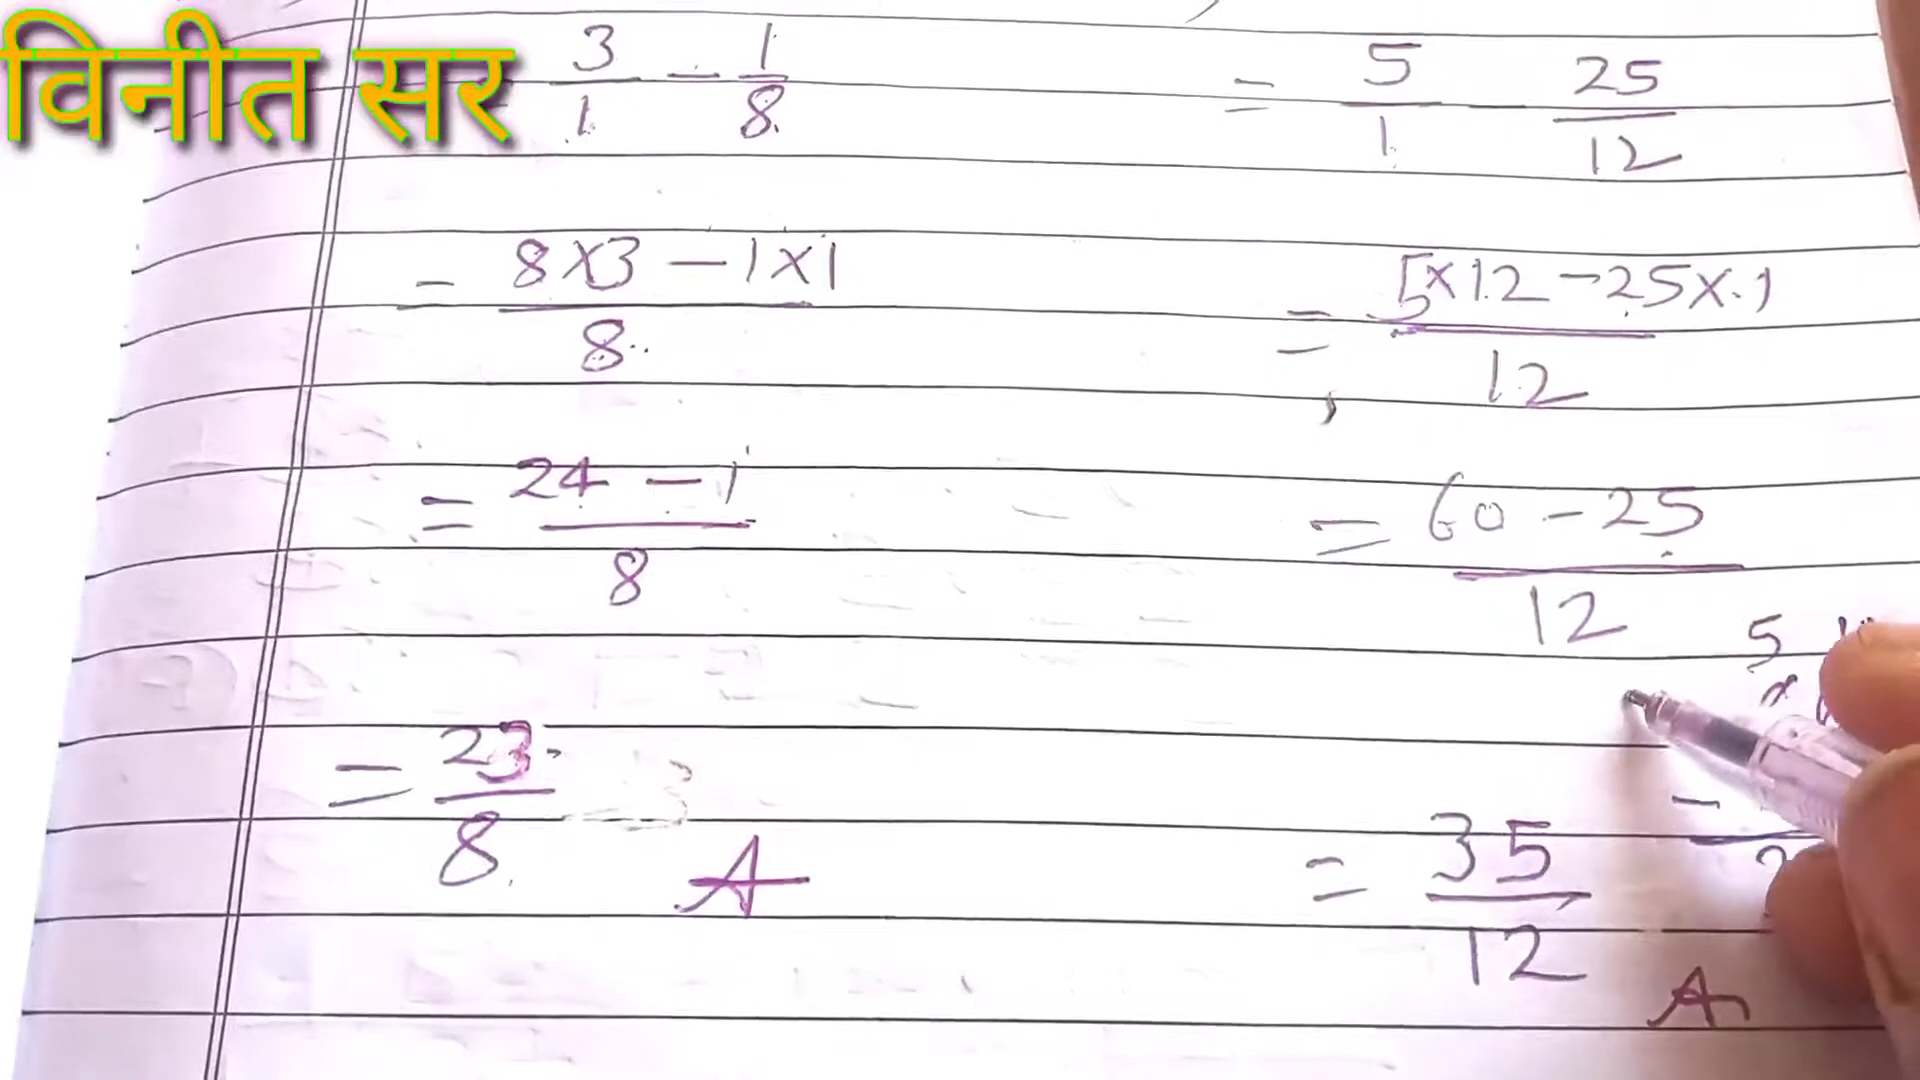 विनीत सर
3/1 - 1/8
= (8×3 - 1×1)/8
= (24 - 1)/8
= 23/8
A
= 5/1 - 25/12
= (5×12 - 25×1)/12
= (60 - 25)/12
= 35/12
A
5
×
-